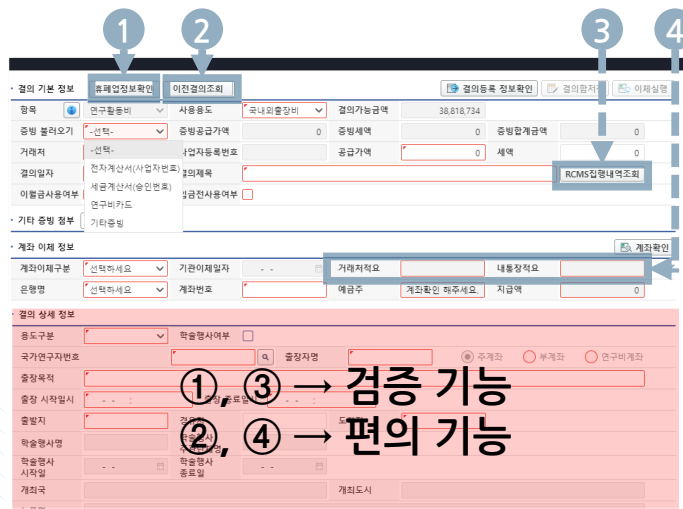 1 2 3 4
· 결의 기본 정보 휴폐업정보확인 이전결의조회 결의등록 정보확인 결의함저 이체실행
항목 연구활동비 사용용도 국내외출장비 결의가능금액 38,818,734
증빙 불러오기 -선택- 증빙공급가액 0 증빙세액 0 증빙합계금액 0
거래처 -선택- 사업자등록번호 공급가액 0 세액 0
전자계산서(사업자번호)
결의일자 결의제목 RCMS집행내역조회
세금계산서(승인번호)
이월금사용여부 입금전사용여부
연구비카드
· 기타 증빙 첨부 기타증빙
· 계좌 이체 정보 계좌확인
계좌이체구분 선택하세요 기관이체일자 - - 거래처적요 내통장적요
은행명 선택하세요 계좌번호 예금주 계좌확인 해주세요. 지급액 0
· 결의 상세 정보
용도구분 학술행사여부
국가연구자번호 출장자명 주계좌 부계좌 연구비계좌
출장목적
①, ③ → 검증 기능
출장 시작일시 - - : 출장 종료일시 - - :
출발지
②, ④ → 편의 기능
학술행사명
학술행사 시작일 - - 학술행사 종료일 - -
개최국 개최도시